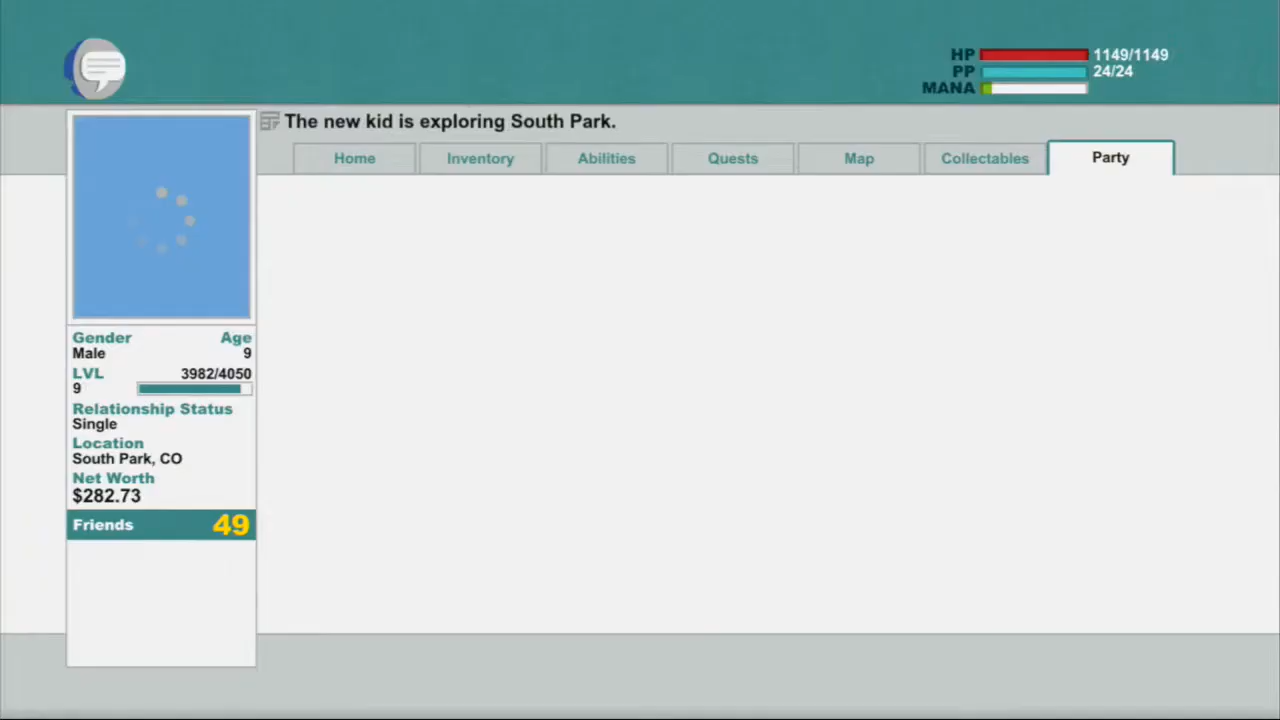 HP 1149/1149
PP 24/24
MANA
The new kid is exploring South Park.
Home Inventory Abilities Quests Map Collectables Party
Gender Age
Male 9
LVL 3982/4050
9
Relationship Status
Single
Location
South Park, CO
Net Worth
$282.73
Friends 49